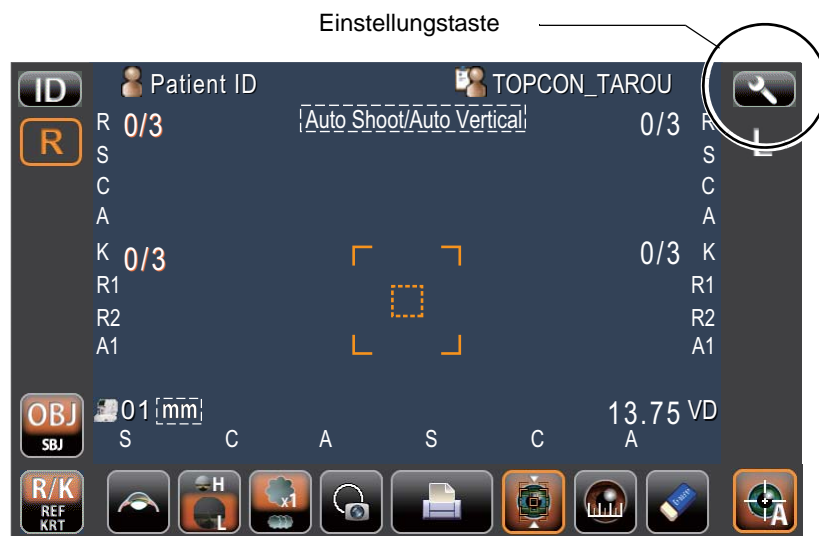 Einstellungstaste
ID Patient ID TOPCON_TAROU
R R 0/3 Auto Shoot/Auto Vertical 0/3 R L
S S
C C
A A
K 0/3 0/3 K
R1 R1
R2 R2
A1 A1
OBJ 01 mm 13.75 VD
SBJ S C A S C A
R/K REF KRT H L x1 A